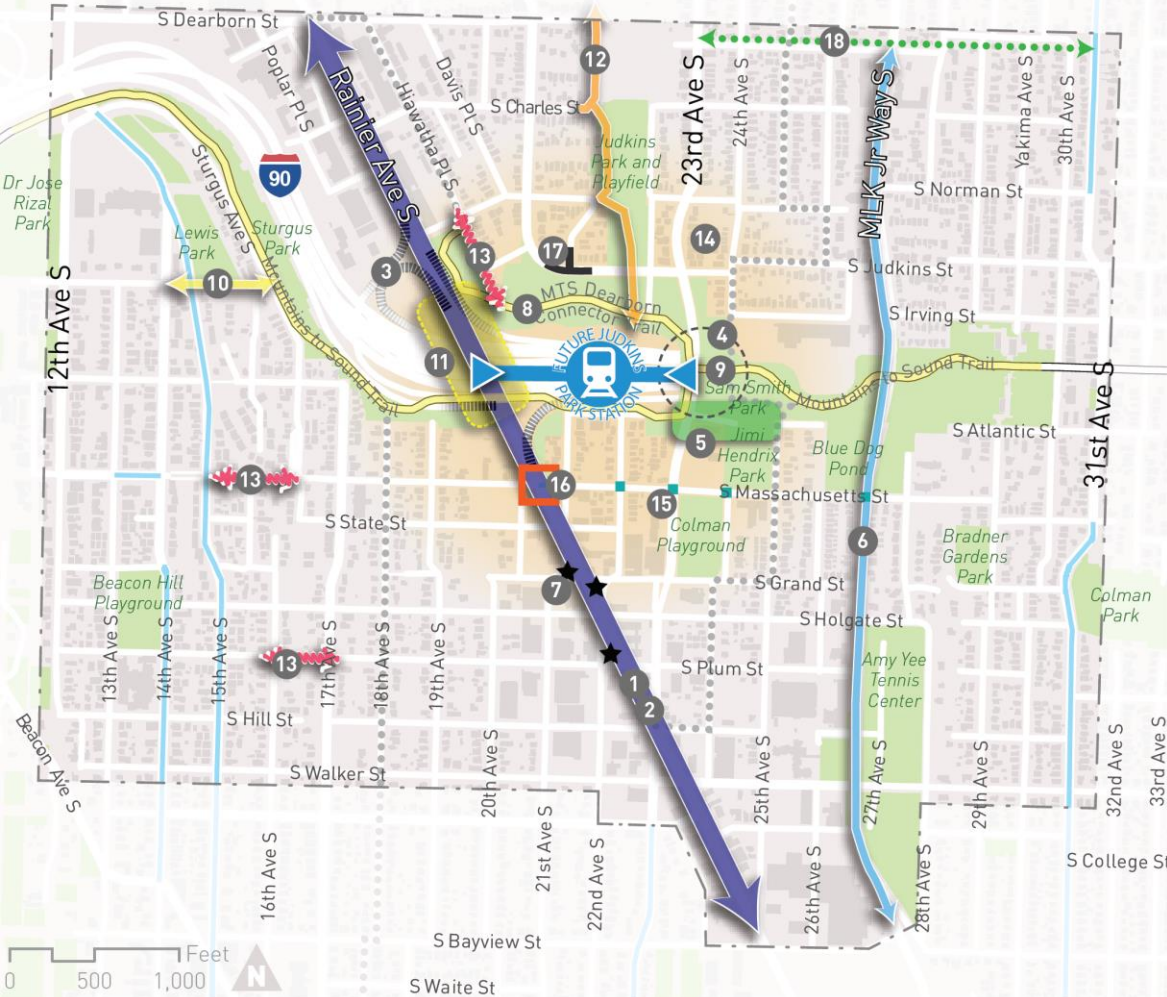 S Dearborn St
18
12
Rainier Ave S
Poplar Pl S
Hiawatha Pl S
Davis Pl S
S Charles St
23rd Ave S
24th Ave S
MLK Jr Way S
Yakima Ave S
30th Ave S
Judkins
Park and
Playfield
90
Dr Jose
Rizal
Park
Sturgus Ave S
Lewis
Park
Sturgus
Park
S Norman St
14
17
13
3
10
12th Ave S
S Judkins St
8
MTS Dearborn
Connector Trail
S Irving St
4
11
FUTURE JUDKINS
PARK STATION
9
Mountains to Sound Trail
Mountains to Sound Trail
Sam Smith
Park
5
Jimi
Hendrix
Park
Blue Dog
Pond
S Atlantic St
31st Ave S
13
16
15
S Massachusetts St
S State St
Colman
Playground
6
Bradner
Gardens
Park
7
S Grand St
Beacon Hill
Playground
S Holgate St
Colman
Park
13th Ave S
14th Ave S
15th Ave S
17th Ave S
18th Ave S
19th Ave S
13
S Plum St
Amy Yee
Tennis
Center
1
2
S Hill St
Beacon Ave S
S Walker St
20th Ave S
25th Ave S
27th Ave S
29th Ave S
32nd Ave S
33rd Ave S
16th Ave S
21st Ave S
22nd Ave S
26th Ave S
28th Ave S
S College St
S Bayview St
Feet
0 500 1,000
N
S Waite St